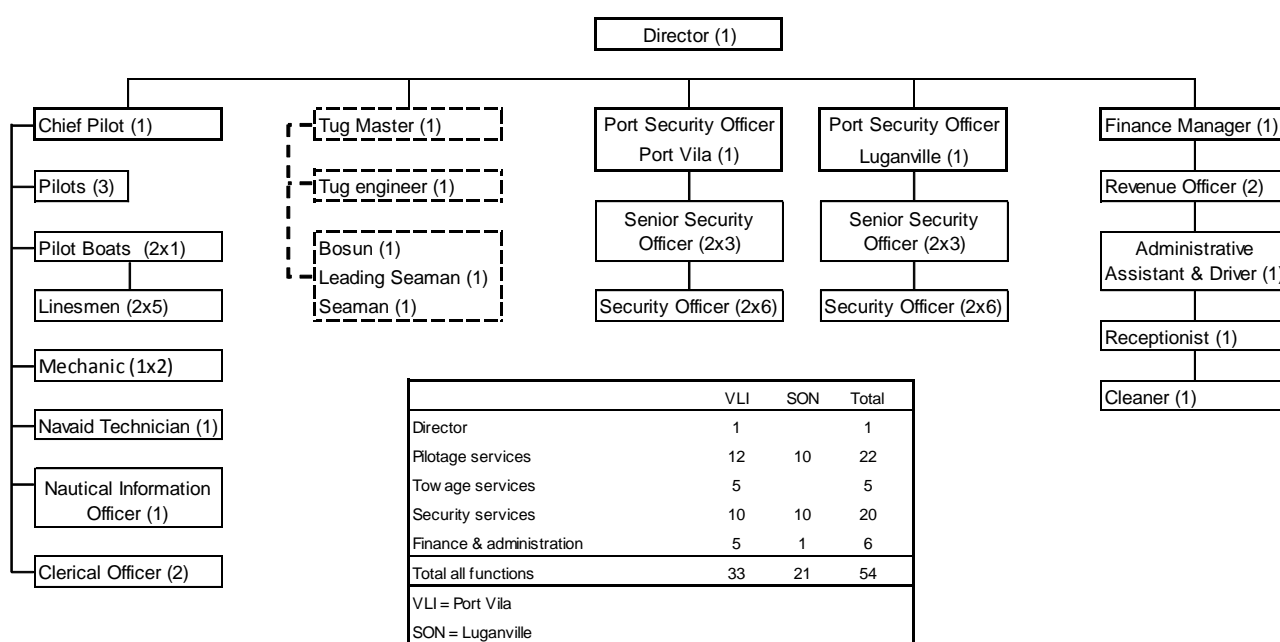 Director (1)
Chief Pilot (1)
Pilots (3)
Pilot Boats (2x1)
Linesmen (2x5)
Mechanic (1x2)
Navaid Technician (1)
Nautical Information
Officer (1)
Clerical Officer (2)
Tug Master (1)
Tug engineer (1)
Bosun (1)
Leading Seaman (1)
Seaman (1)
Port Security Officer
Port Vila (1)
Senior Security
Officer (2x3)
Security Officer (2x6)
Port Security Officer
Luganville (1)
Senior Security
Officer (2x3)
Security Officer (2x6)
Finance Manager (1)
Revenue Officer (2)
Administrative
Assistant & Driver (1)
Receptionist (1)
Cleaner (1)
VLI SON Total
Director 1 1
Pilotage services 12 10 22
Towage services 5 5
Security services 10 10 20
Finance & administration 5 1 6
Total all functions 33 21 54
VLI = Port Vila
SON = Luganville